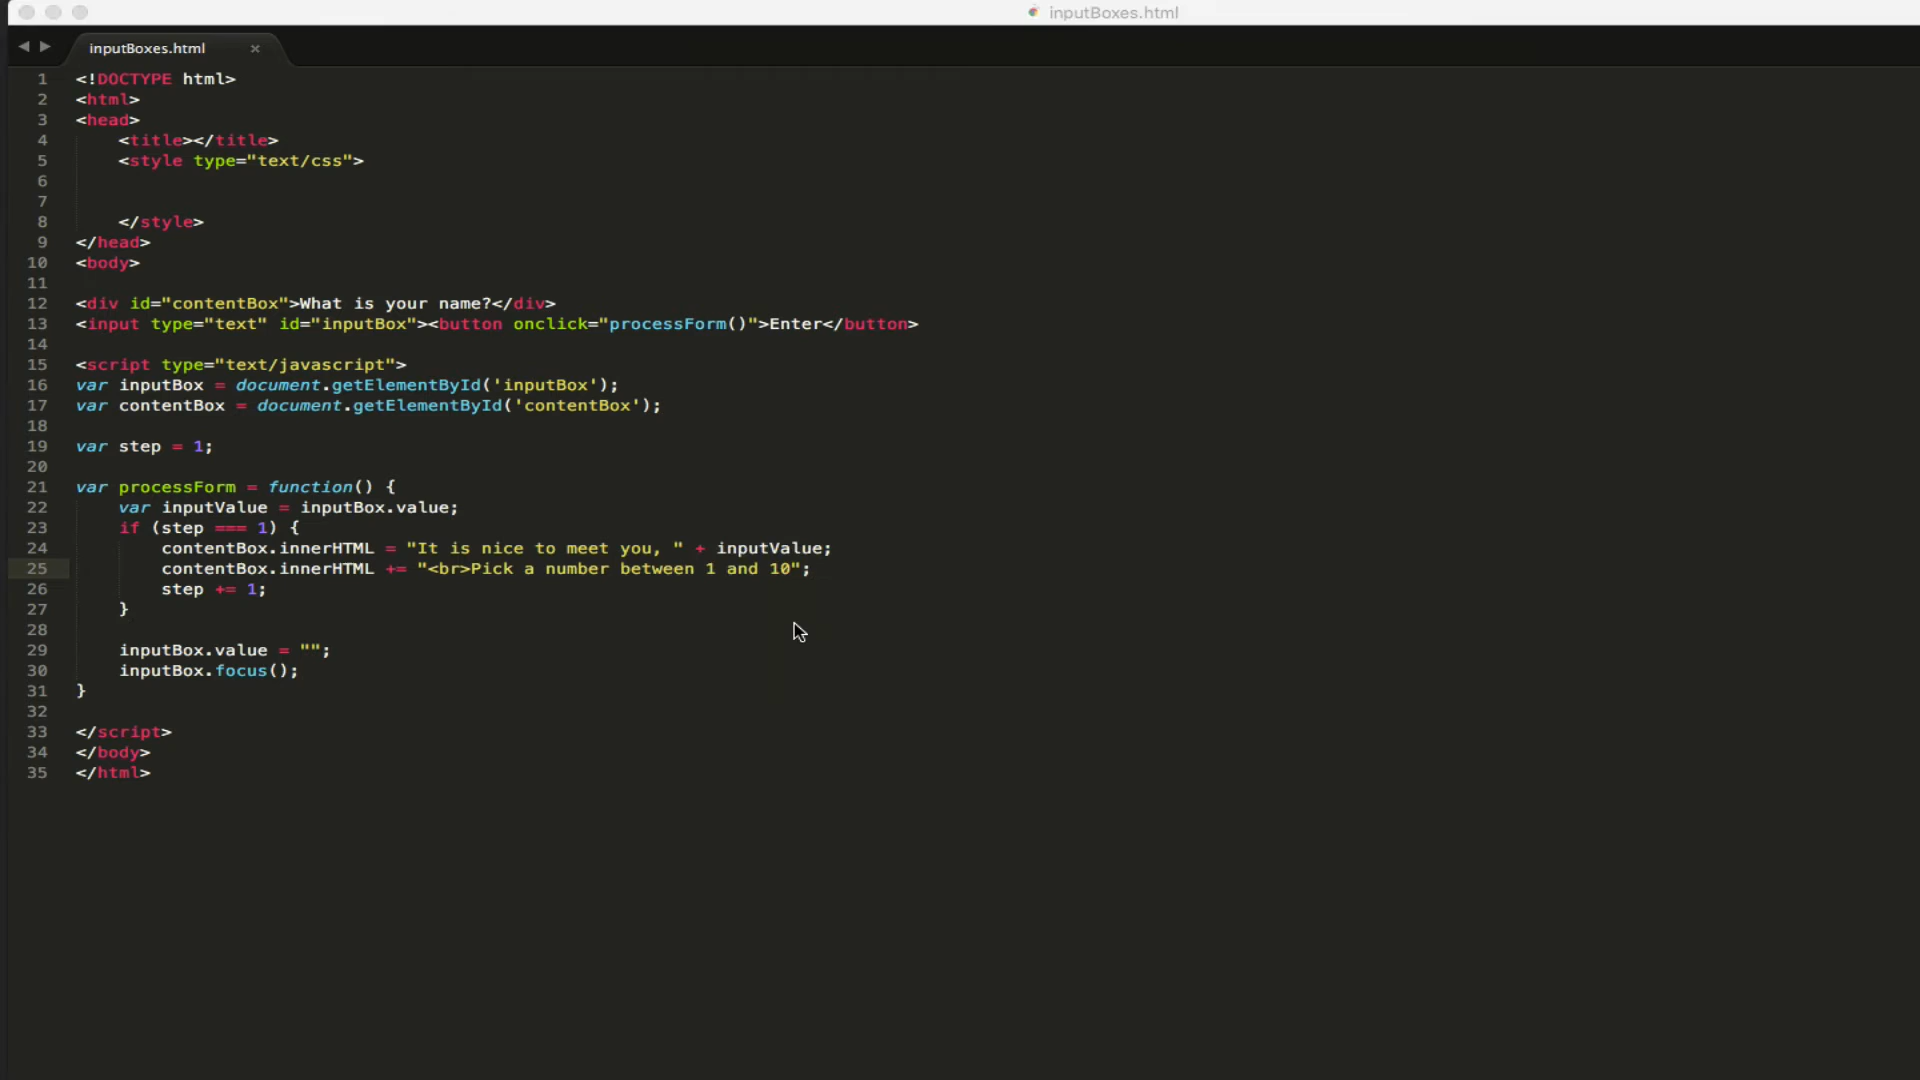 inputBoxes.html
inputBoxes.html ×
1 <!DOCTYPE html>
2 <html>
3 <head>
4     <title></title>
5     <style type="text/css">
6
7
8     </style>
9 </head>
10 <body>
11
12 <div id="contentBox">What is your name?</div>
13 <input type="text" id="inputBox"><button onclick="processForm()">Enter</button>
14
15 <script type="text/javascript">
16 var inputBox = document.getElementById('inputBox');
17 var contentBox = document.getElementById('contentBox');
18
19 var step = 1;
20
21 var processForm = function() {
22     var inputValue = inputBox.value;
23     if (step === 1) {
24         contentBox.innerHTML = "It is nice to meet you, " + inputValue;
25         contentBox.innerHTML += "<br>Pick a number between 1 and 10";
26         step += 1;
27     }
28
29     inputBox.value = "";
30     inputBox.focus();
31 }
32
33 </script>
34 </body>
35 </html>